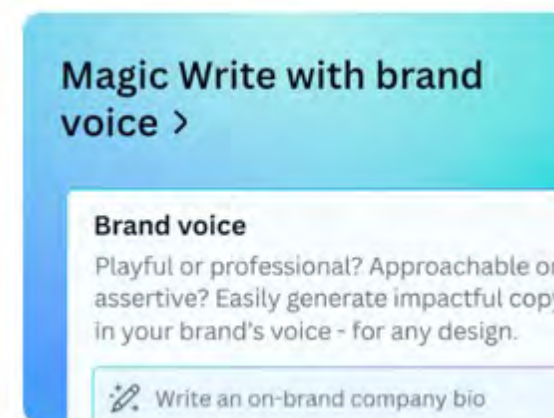 Magic Write with brand
voice >
Brand voice
Playful or professional? Approachable or
assertive? Easily generate impactful copy
in your brand's voice - for any design.
Write an on-brand company bio